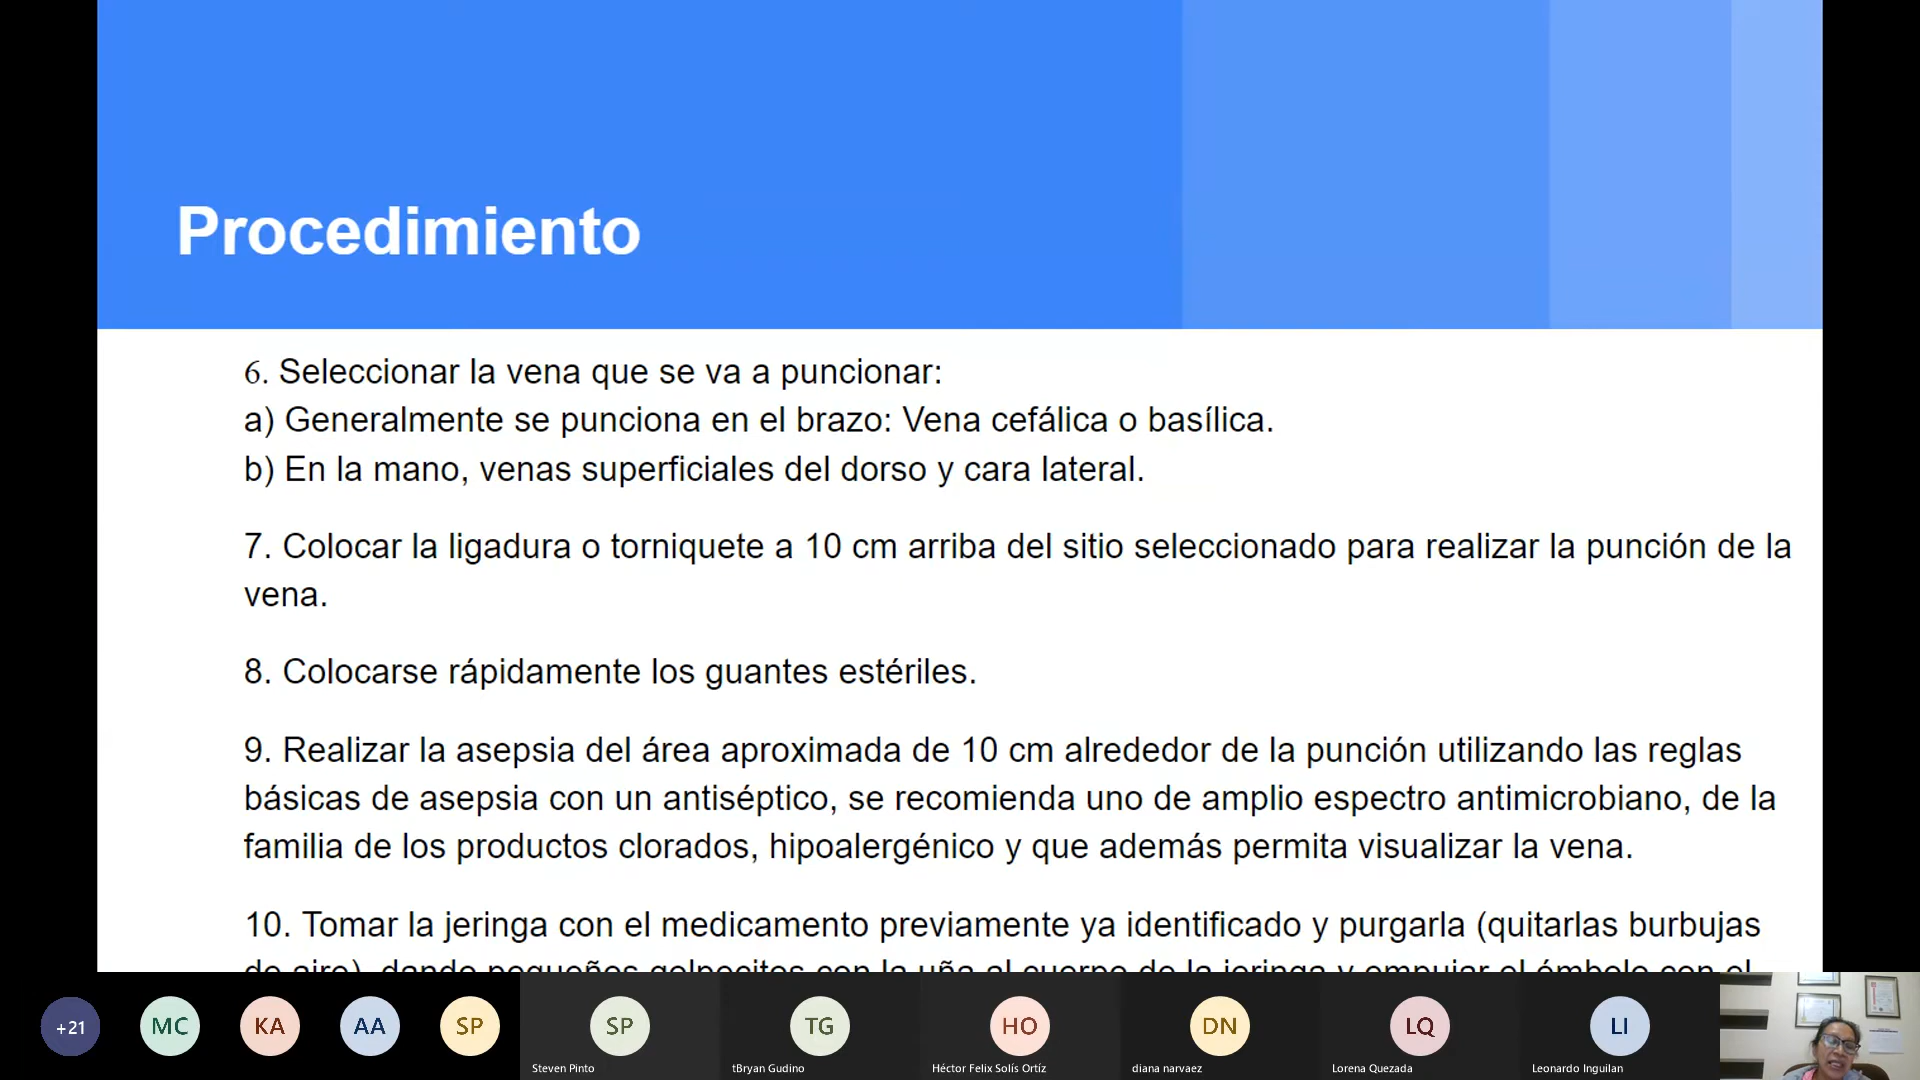 Procedimiento
6. Seleccionar la vena que se va a puncionar:
a) Generalmente se punciona en el brazo: Vena cefálica o basílica.
b) En la mano, venas superficiales del dorso y cara lateral.
7. Colocar la ligadura o torniquete a 10 cm arriba del sitio seleccionado para realizar la punción de la
vena.
8. Colocarse rápidamente los guantes estériles.
9. Realizar la asepsia del área aproximada de 10 cm alrededor de la punción utilizando las reglas
básicas de asepsia con un antiséptico, se recomienda uno de amplio espectro antimicrobiano, de la
familia de los productos clorados, hipoalergénico y que además permita visualizar la vena.
10. Tomar la jeringa con el medicamento previamente ya identificado y purgarla (quitarlas burbujas
de aire), dando pequeños golpecitos con la uña al cuerpo de la jeringa y empujar el émbolo con el
+21 MC KA AA SP SP TG HO DN LQ LI
Steven Pinto tBryan Gudino Héctor Felix Solís Ortíz diana narvaez Lorena Quezada Leonardo Inguilan